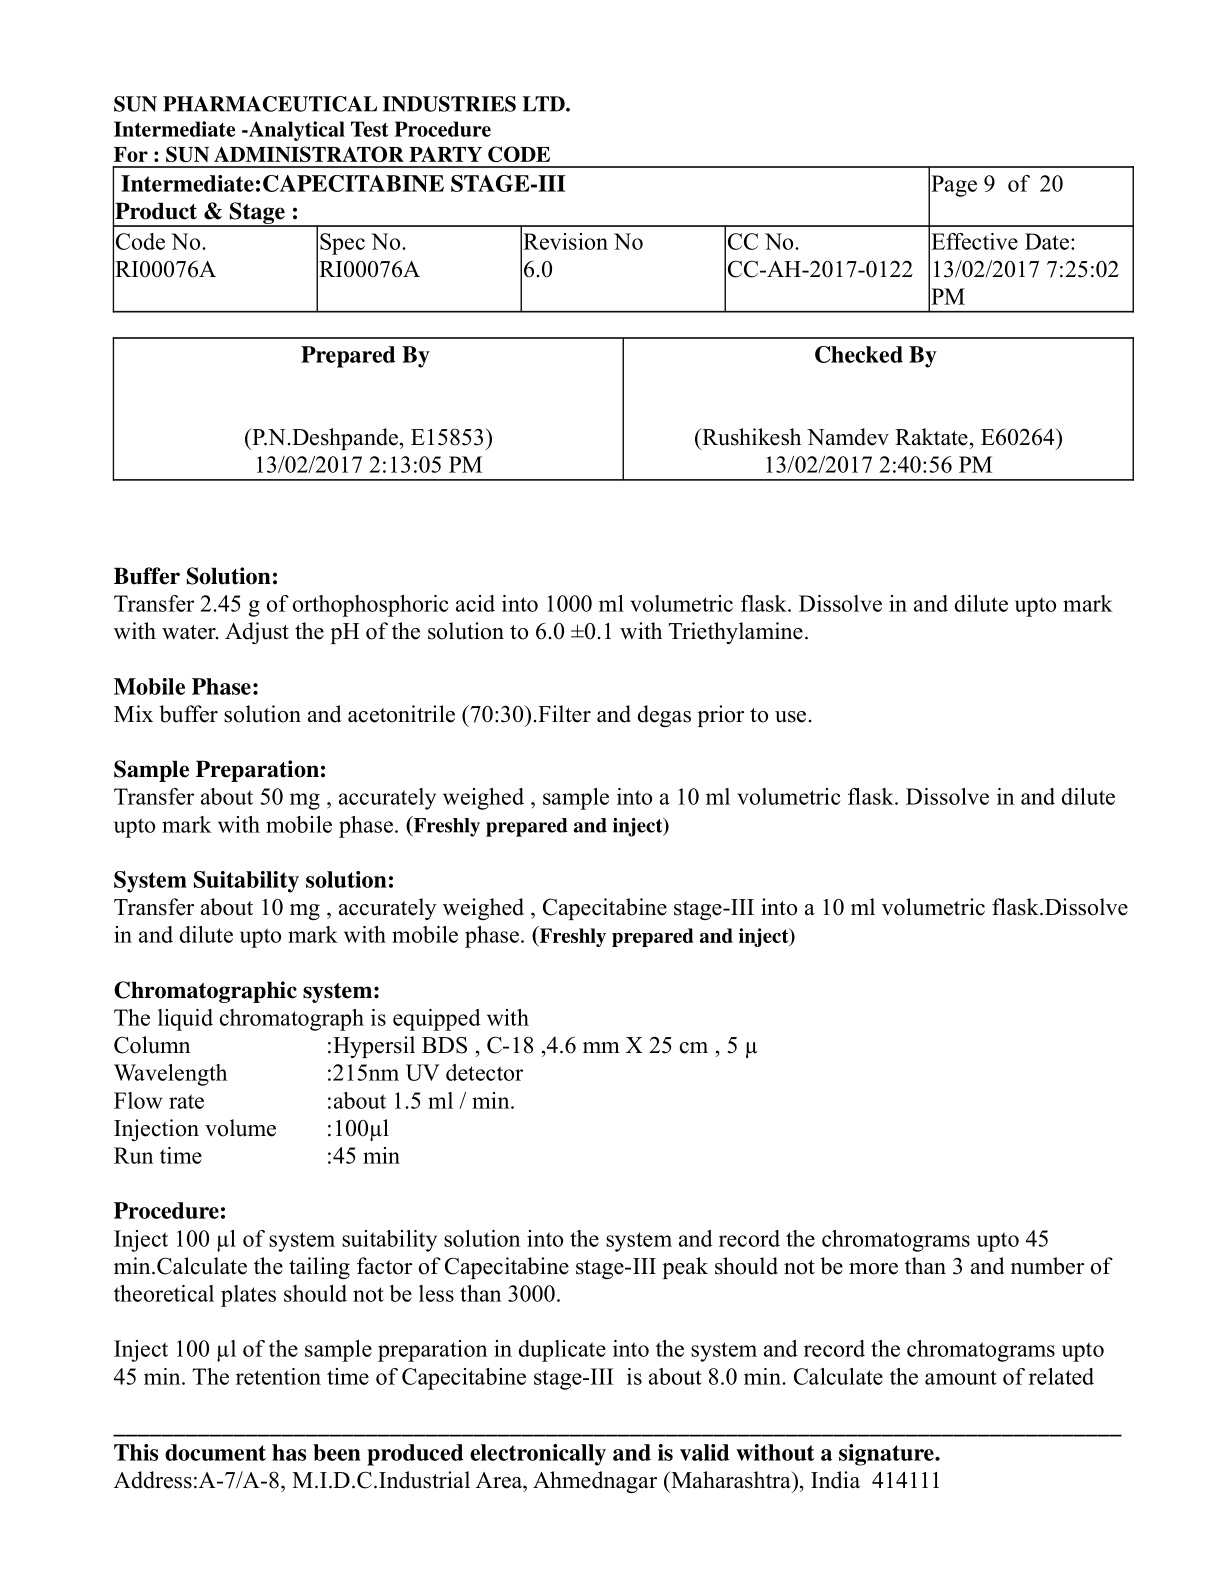 SUN PHARMACEUTICAL INDUSTRIES LTD.
Intermediate -Analytical Test Procedure
For : SUN ADMINISTRATOR PARTY CODE
Intermediate:CAPECITABINE STAGE-III
Product & Stage :
Page 9 of 20
Code No.
RI00076A
Spec No.
RI00076A
Revision No
6.0
CC No.
CC-AH-2017-0122
Effective Date:
13/02/2017 7:25:02
PM
Prepared By
(P.N.Deshpande, E15853)
13/02/2017 2:13:05 PM
Checked By
(Rushikesh Namdev Raktate, E60264)
13/02/2017 2:40:56 PM
Buffer Solution:
Transfer 2.45 g of orthophosphoric acid into 1000 ml volumetric flask. Dissolve in and dilute upto mark
with water. Adjust the pH of the solution to 6.0 ±0.1 with Triethylamine.
Mobile Phase:
Mix buffer solution and acetonitrile (70:30).Filter and degas prior to use.
Sample Preparation:
Transfer about 50 mg , accurately weighed , sample into a 10 ml volumetric flask. Dissolve in and dilute
upto mark with mobile phase. (Freshly prepared and inject)
System Suitability solution:
Transfer about 10 mg , accurately weighed , Capecitabine stage-III into a 10 ml volumetric flask.Dissolve
in and dilute upto mark with mobile phase. (Freshly prepared and inject)
Chromatographic system:
The liquid chromatograph is equipped with
Column :Hypersil BDS , C-18 ,4.6 mm X 25 cm , 5 µ
Wavelength :215nm UV detector
Flow rate :about 1.5 ml / min.
Injection volume :100µl
Run time :45 min
Procedure:
Inject 100 µl of system suitability solution into the system and record the chromatograms upto 45
min.Calculate the tailing factor of Capecitabine stage-III peak should not be more than 3 and number of
theoretical plates should not be less than 3000.
Inject 100 µl of the sample preparation in duplicate into the system and record the chromatograms upto
45 min. The retention time of Capecitabine stage-III is about 8.0 min. Calculate the amount of related
This document has been produced electronically and is valid without a signature.
Address:A-7/A-8, M.I.D.C.Industrial Area, Ahmednagar (Maharashtra), India 414111